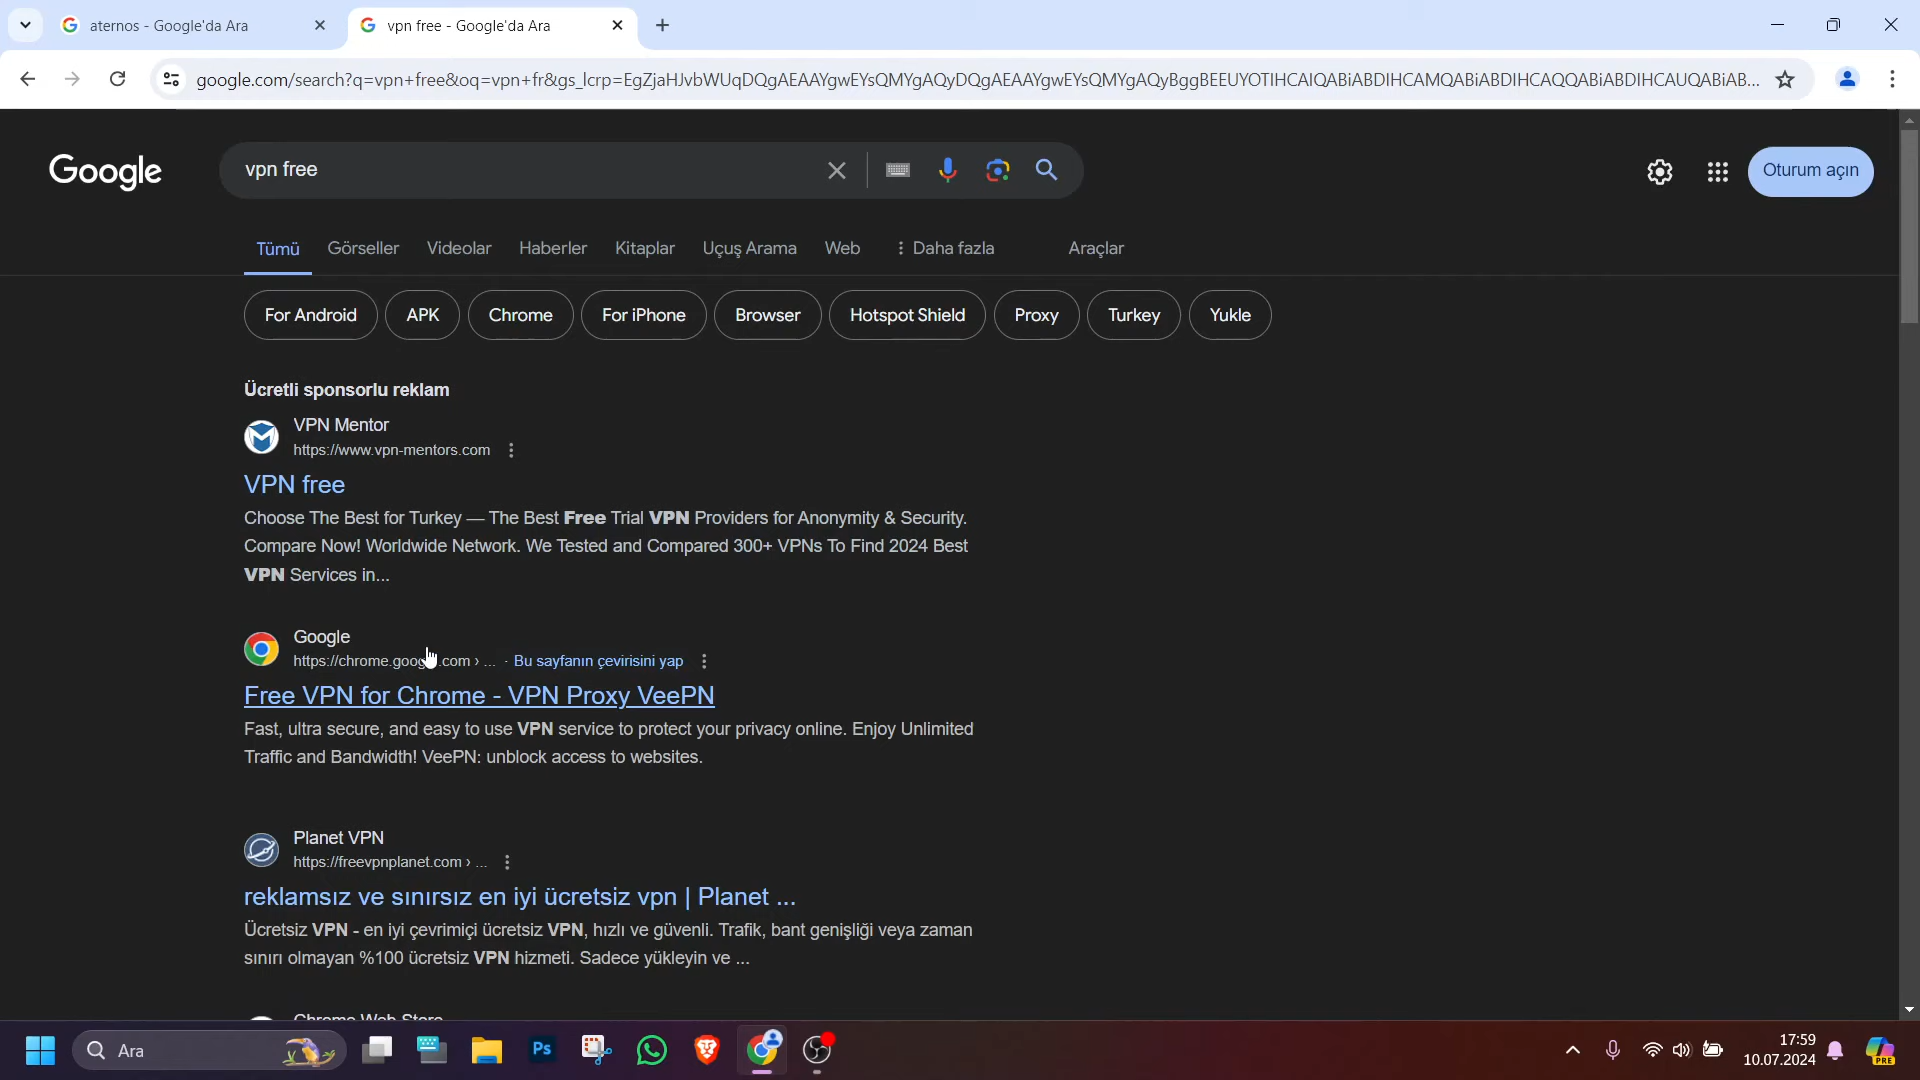 aternos - Google'da Ara
vpn free - Google'da Ara
google.com/search?q=vpn+free&oq=vpn+fr&gs_lcrp=EgZjaHJvbWUqDQgAEAAYgwEYsQMYgAQyDQgAEAAYgwEYsQMYgAQyBggBEEUYOTIHCAIQABiABDIHCAMQABiABDIHCAQQABiABDIHCAUQABiAB...
Google
vpn free
Oturum açın
Tümü Görseller Videolar Haberler Kitaplar Uçuş Arama Web Daha fazla Araçlar
For Android APK Chrome For iPhone Browser Hotspot Shield Proxy Turkey Yukle
Ücretli sponsorlu reklam
VPN Mentor
https://www.vpn-mentors.com
VPN free
Choose The Best for Turkey — The Best Free Trial VPN Providers for Anonymity & Security.
Compare Now! Worldwide Network. We Tested and Compared 300+ VPNs To Find 2024 Best
VPN Services in...
Google
https://chrome.google.com › ... · Bu sayfanın çevirisini yap
Free VPN for Chrome - VPN Proxy VeePN
Fast, ultra secure, and easy to use VPN service to protect your privacy online. Enjoy Unlimited
Traffic and Bandwidth! VeePN: unblock access to websites.
Planet VPN
https://freevpnplanet.com › ...
reklamsız ve sınırsız en iyi ücretsiz vpn | Planet ...
Ücretsiz VPN - en iyi çevrimiçi ücretsiz VPN, hızlı ve güvenli. Trafik, bant genişliği veya zaman
sınırı olmayan %100 ücretsiz VPN hizmeti. Sadece yükleyin ve ...
Chrome Web Store
Ara
Ps
17:59
10.07.2024
PRE